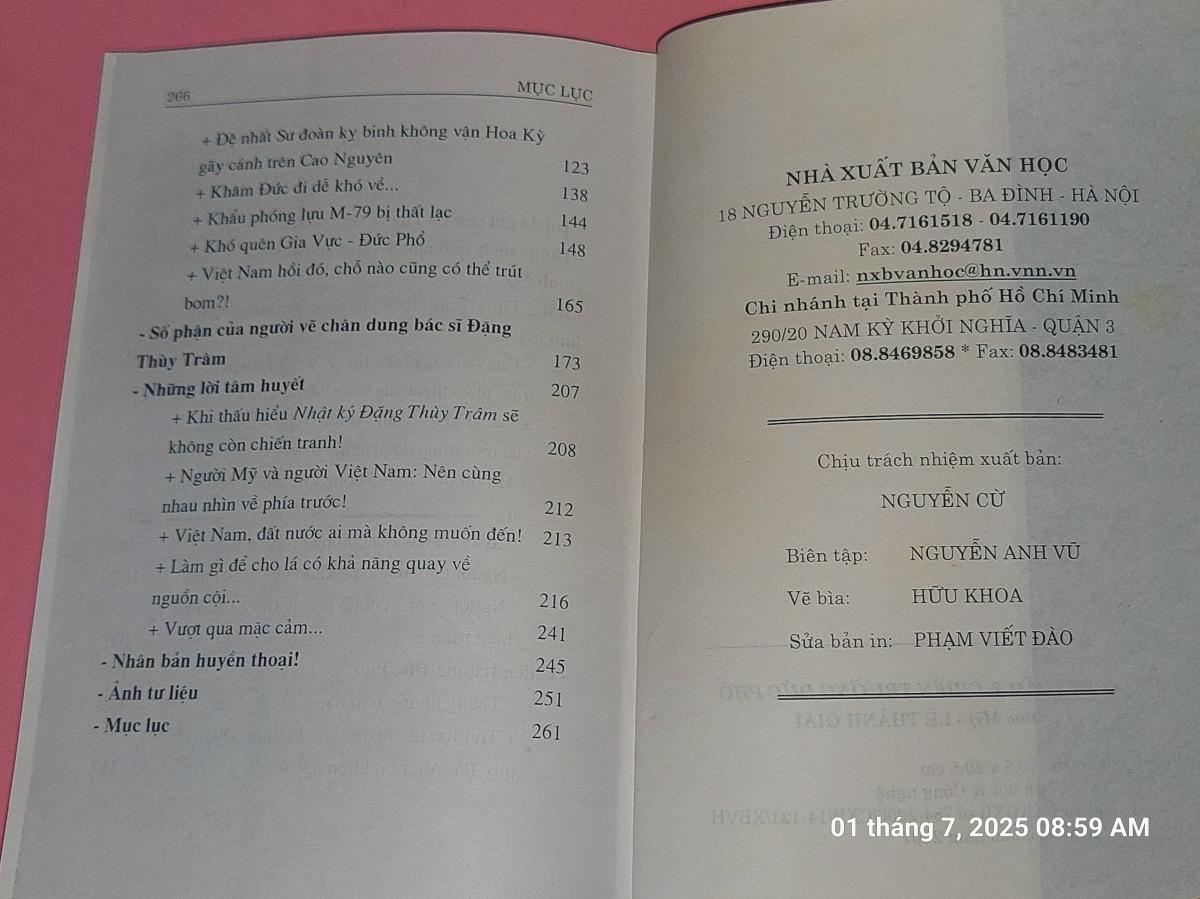 266
MỤC LỤC
+ Đệ nhất Sư đoàn kỵ binh không vận Hoa Kỳ
gãy cánh trên Cao Nguyên 123
+ Khâm Đức đi dễ khó về... 138
+ Khẩu phóng lựu M-79 bị thất lạc 144
+ Khó quên Gia Vực - Đức Phổ 148
+ Việt Nam hồi đó, chỗ nào cũng có thể trút
bom?! 165
- Số phận của người vẽ chân dung bác sĩ Đặng
Thùy Trâm 173
- Những lời tâm huyết 207
+ Khi thấu hiểu Nhật ký Đặng Thùy Trâm sẽ
không còn chiến tranh! 208
+ Người Mỹ và người Việt Nam: Nên cùng
nhau nhìn về phía trước! 212
+ Việt Nam, đất nước ai mà không muốn đến! 213
+ Làm gì để cho lá có khả năng quay về
nguồn cội... 216
+ Vượt qua mặc cảm... 241
- Nhân bản huyền thoại! 245
- Ảnh tư liệu 251
- Mục lục 261
NHÀ XUẤT BẢN VĂN HỌC
18 NGUYỄN TRƯỜNG TỘ - BA ĐÌNH - HÀ NỘI
Điện thoại: 04.7161518 - 04.7161190
Fax: 04.8294781
E-mail: nxbvanhoc@hn.vnn.vn
Chi nhánh tại Thành phố Hồ Chí Minh
290/20 NAM KỲ KHỞI NGHĨA - QUẬN 3
Điện thoại: 08.8469858 * Fax: 08.8483481
Chịu trách nhiệm xuất bản:
NGUYỄN CỪ
Biên tập: NGUYỄN ANH VŨ
Vẽ bìa: HỮU KHOA
Sửa bản in: PHẠM VIẾT ĐÀO
01 tháng 7, 2025 08:59 AM